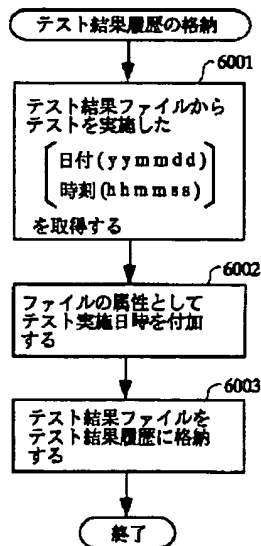 テスト結果履歴の格納
6001
テスト結果ファイルから
テストを実施した
日付(yymmdd)
時刻(hhmmss)
を取得する
6002
ファイルの属性として
テスト実施日時を付加
する
6003
テスト結果ファイルを
テスト結果履歴に格納
する
終了